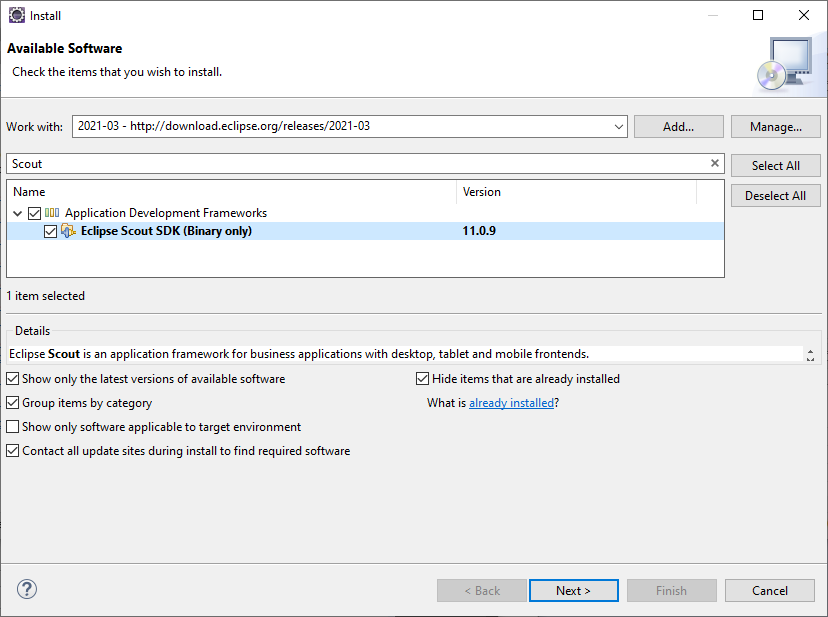 Install
Available Software
Check the items that you wish to install.
Work with: 2021-03 - http://download.eclipse.org/releases/2021-03 Add... Manage...
Scout Select All
Name Version Deselect All
Application Development Frameworks
Eclipse Scout SDK (Binary only) 11.0.9
1 item selected
Details
Eclipse Scout is an application framework for business applications with desktop, tablet and mobile frontends.
Show only the latest versions of available software Hide items that are already installed
Group items by category What is already installed?
Show only software applicable to target environment
Contact all update sites during install to find required software
? < Back Next > Finish Cancel